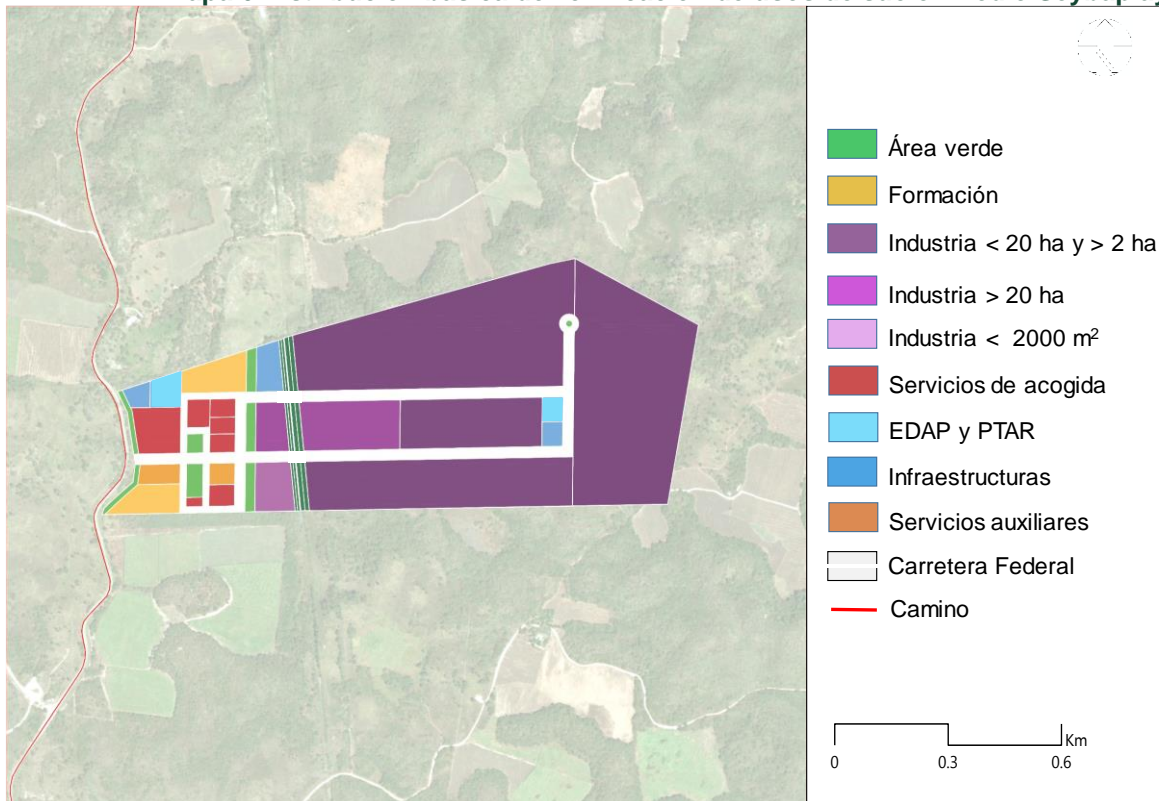 Área verde
Formación
Industria < 20 ha y > 2 ha
Industria > 20 ha
Industria < 2000 m²
Servicios de acogida
EDAP y PTAR
Infraestructuras
Servicios auxiliares
Carretera Federal
Camino
Km
0 0.3 0.6